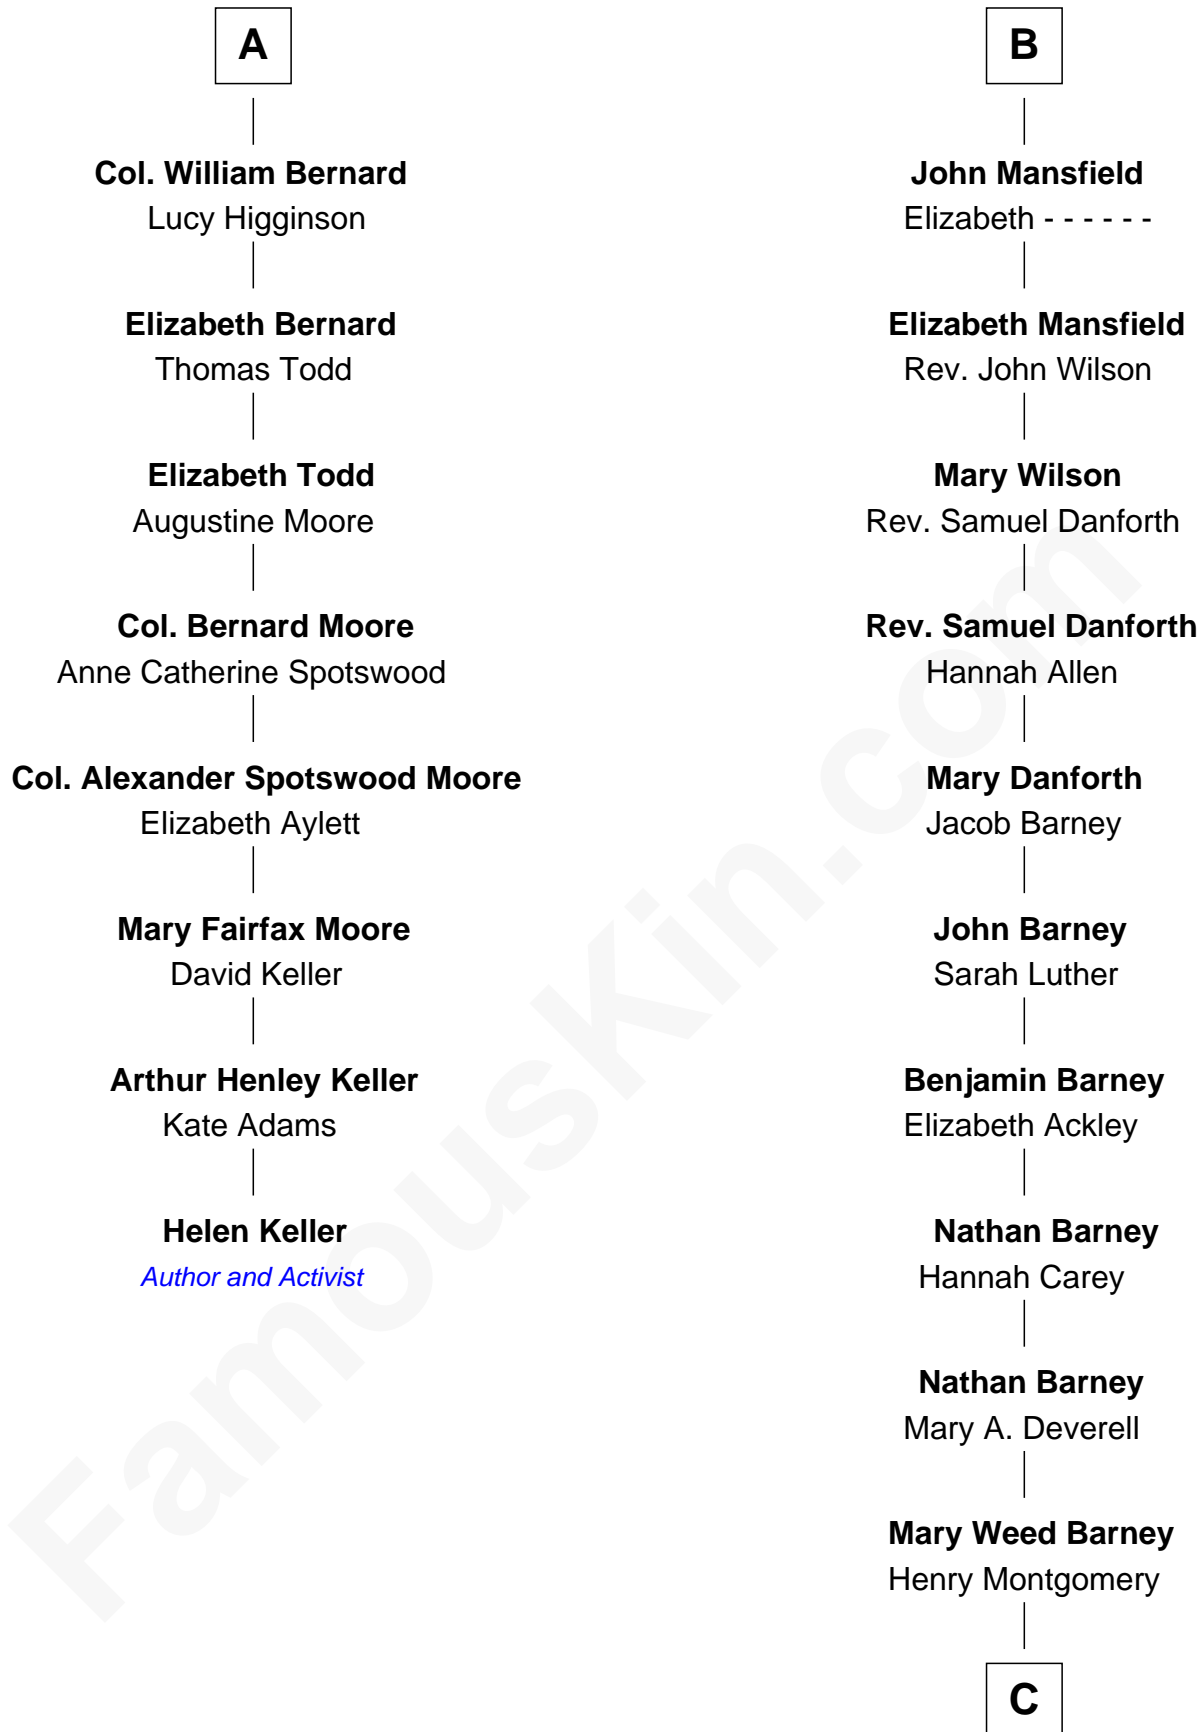 A
Col. William Bernard
Lucy Higginson
Elizabeth Bernard
Thomas Todd
Elizabeth Todd
Augustine Moore
Col. Bernard Moore
Anne Catherine Spotswood
Col. Alexander Spotswood Moore
Elizabeth Aylett
Mary Fairfax Moore
David Keller
Arthur Henley Keller
Kate Adams
Helen Keller
Author and Activist
B
John Mansfield
Elizabeth - - - - - -
Elizabeth Mansfield
Rev. John Wilson
Mary Wilson
Rev. Samuel Danforth
Rev. Samuel Danforth
Hannah Allen
Mary Danforth
Jacob Barney
John Barney
Sarah Luther
Benjamin Barney
Elizabeth Ackley
Nathan Barney
Hannah Carey
Nathan Barney
Mary A. Deverell
Mary Weed Barney
Henry Montgomery
C
FamousKin.com